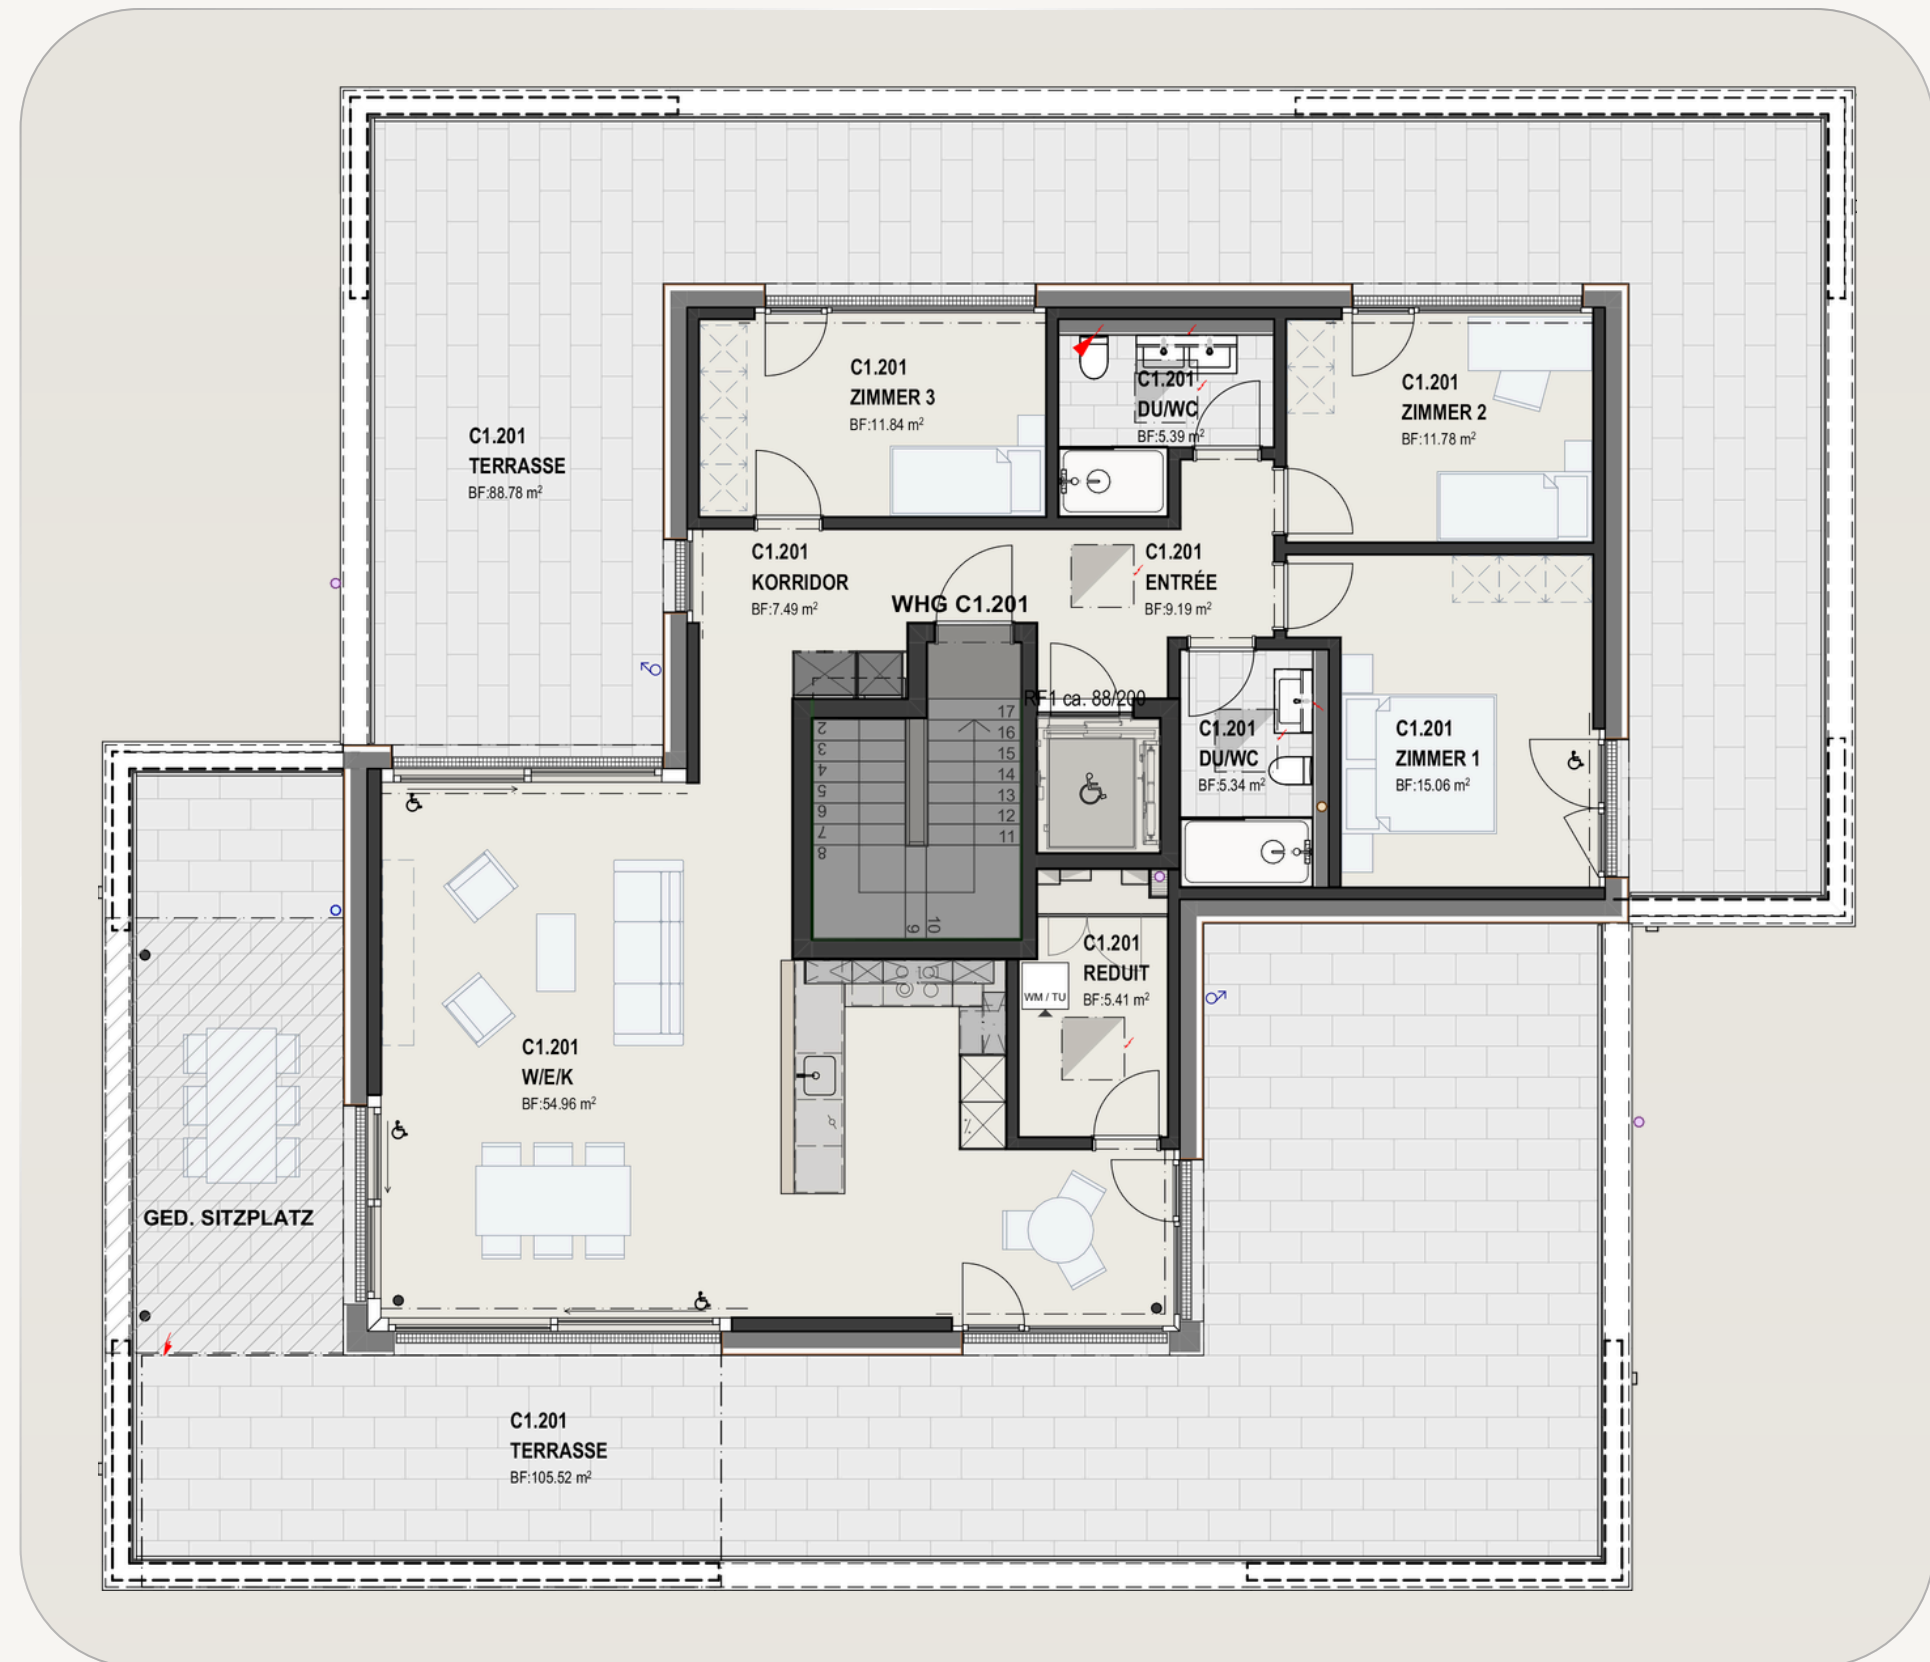 C1.201
ZIMMER 3
BF:11.84 m²
C1.201
DU/WC
BF:5.39 m²
C1.201
ZIMMER 2
BF:11.78 m²
C1.201
TERRASSE
BF:88.78 m²
C1.201
KORRIDOR
BF:7.49 m²
WHG C1.201
C1.201
ENTRÉE
BF:9.19 m²
RF1 ca. 88/200
C1.201
DU/WC
BF:5.34 m²
C1.201
ZIMMER 1
BF:15.06 m²
2
3
4
5
6
7
8
9
10
11
12
13
14
15
16
17
C1.201
REDUIT
BF:5.41 m²
WM / TU
C1.201
W/E/K
BF:54.96 m²
GED. SITZPLATZ
C1.201
TERRASSE
BF:105.52 m²